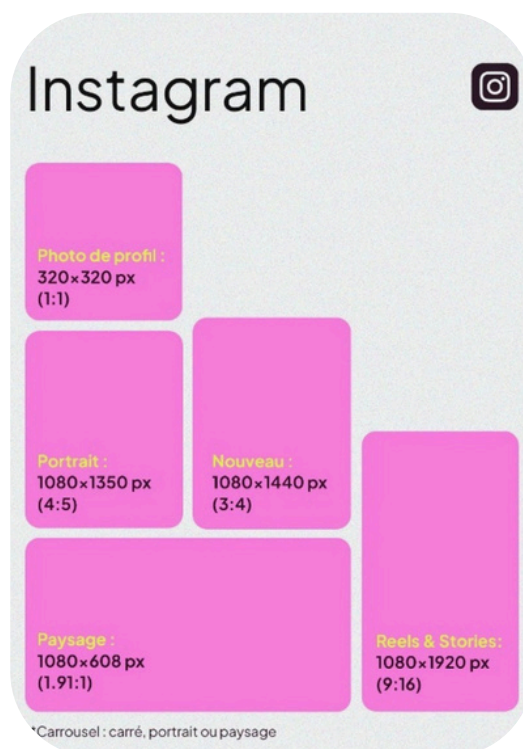 Instagram
Photo de profil :
320×320 px
(1:1)
Portrait :
1080×1350 px
(4:5)
Nouveau :
1080×1440 px
(3:4)
Paysage :
1080×608 px
(1.91:1)
Reels & Stories:
1080×1920 px
(9:16)
*Carrousel : carré, portrait ou paysage